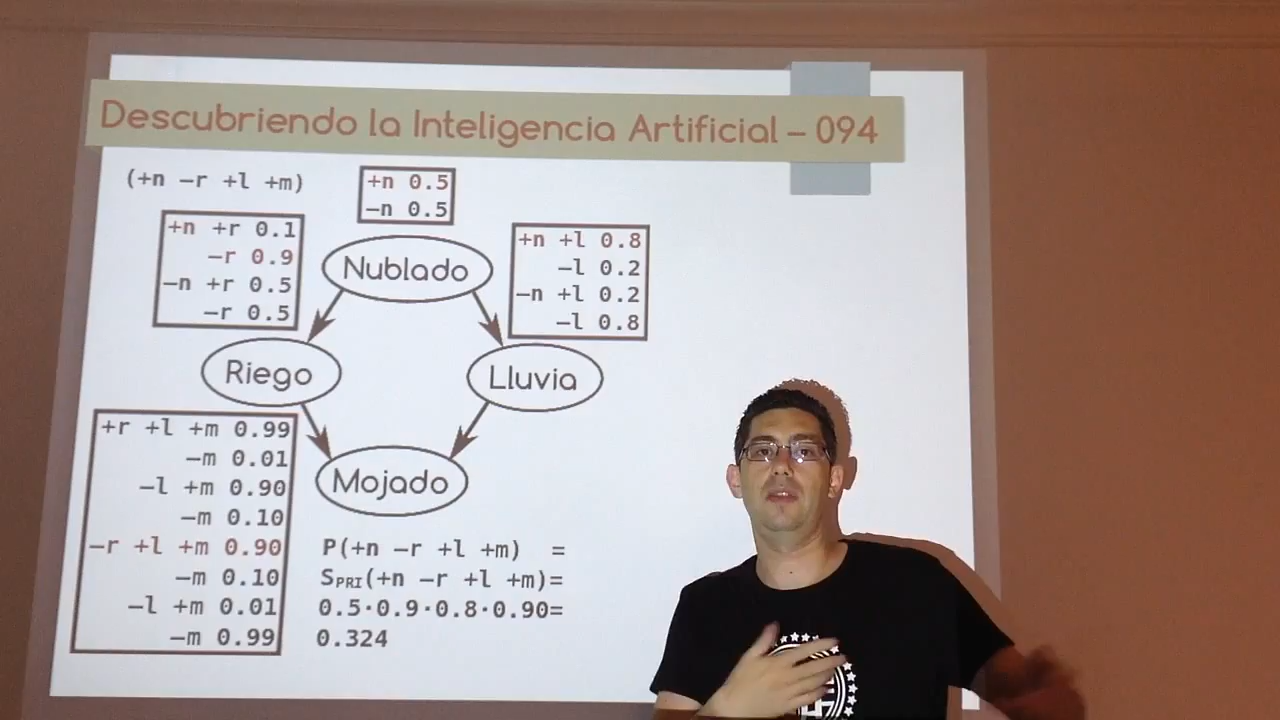 Descubriendo la Inteligencia Artificial – 094
(+n −r +l +m)
+n 0.5
−n 0.5
+n +r 0.1
−r 0.9
−n +r 0.5
−r 0.5
Nublado
+n +l 0.8
−l 0.2
−n +l 0.2
−l 0.8
Riego
Lluvia
+r +l +m 0.99
−m 0.01
−l +m 0.90
−m 0.10
−r +l +m 0.90
−m 0.10
−l +m 0.01
−m 0.99
Mojado
P(+n −r +l +m) =
SPRI(+n −r +l +m)=
0.5·0.9·0.8·0.90=
0.324